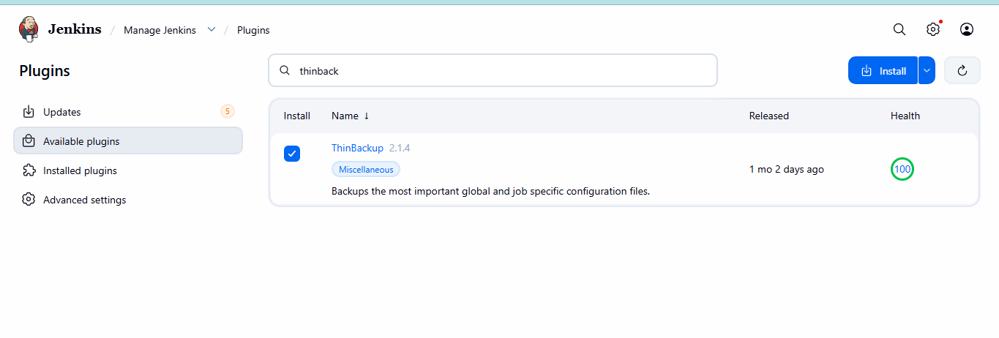 Jenkins / Manage Jenkins / Plugins
Plugins
thinback
Install
Updates 5
Available plugins
Installed plugins
Advanced settings
Install Name ↓ Released Health
ThinBackup 2.1.4
Miscellaneous
1 mo 2 days ago
100
Backups the most important global and job specific configuration files.